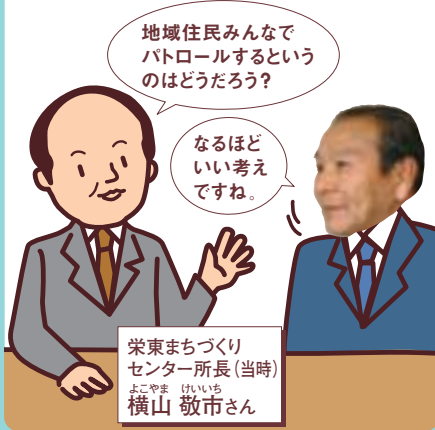 地域住民みんなで
パトロールするという
のはどうだろう?
なるほど
いい考え
ですね。
栄東まちづくり
センター所長(当時)
よこやま けいいち
横山 敬市さん